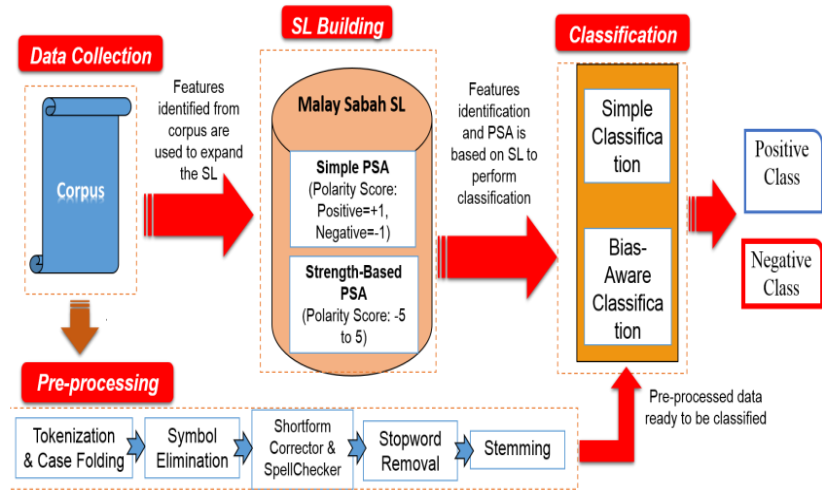 Data Collection
Corpus
Features
identified from
corpus are
used to expand
the SL
SL Building
Malay Sabah SL
Simple PSA
(Polarity Score:
Positive=+1,
Negative=-1)
Strength-Based
PSA
(Polarity Score: -5
to 5)
Features
identification
and PSA is
based on SL to
perform
classification
Classification
Simple
Classifica
tion
Bias-
Aware
Classifica
tion
Positive
Class
Negative
Class
Pre-processing
Tokenization
& Case Folding
Symbol
Elimination
Shortform
Corrector &
SpellChecker
Stopword
Removal
Stemming
Pre-processed data
ready to be classified